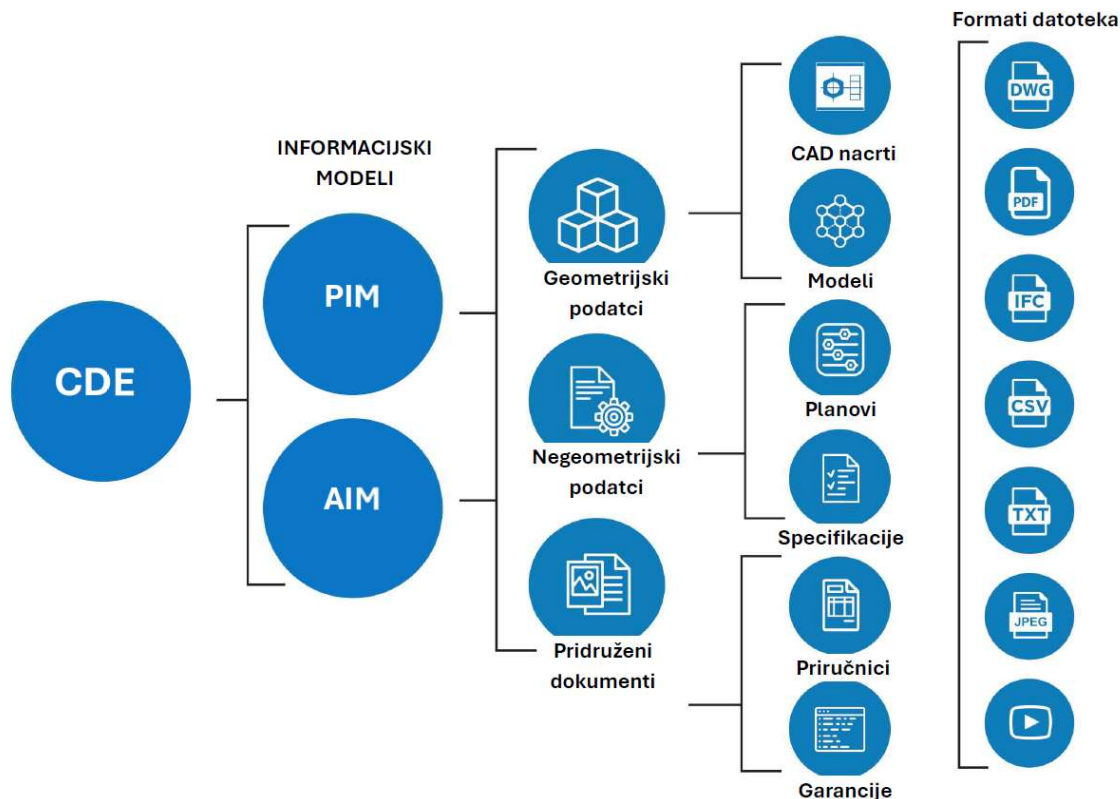 Formati datoteka
INFORMACIJSKI
MODELI
CDE
PIM
AIM
Geometrijski
podatci
Negeometrijski
podatci
Pridruženi
dokumenti
CAD nacrti
Modeli
Planovi
Specifikacije
Priručnici
Garancije
DWG
PDF
IFC
CSV
TXT
JPEG